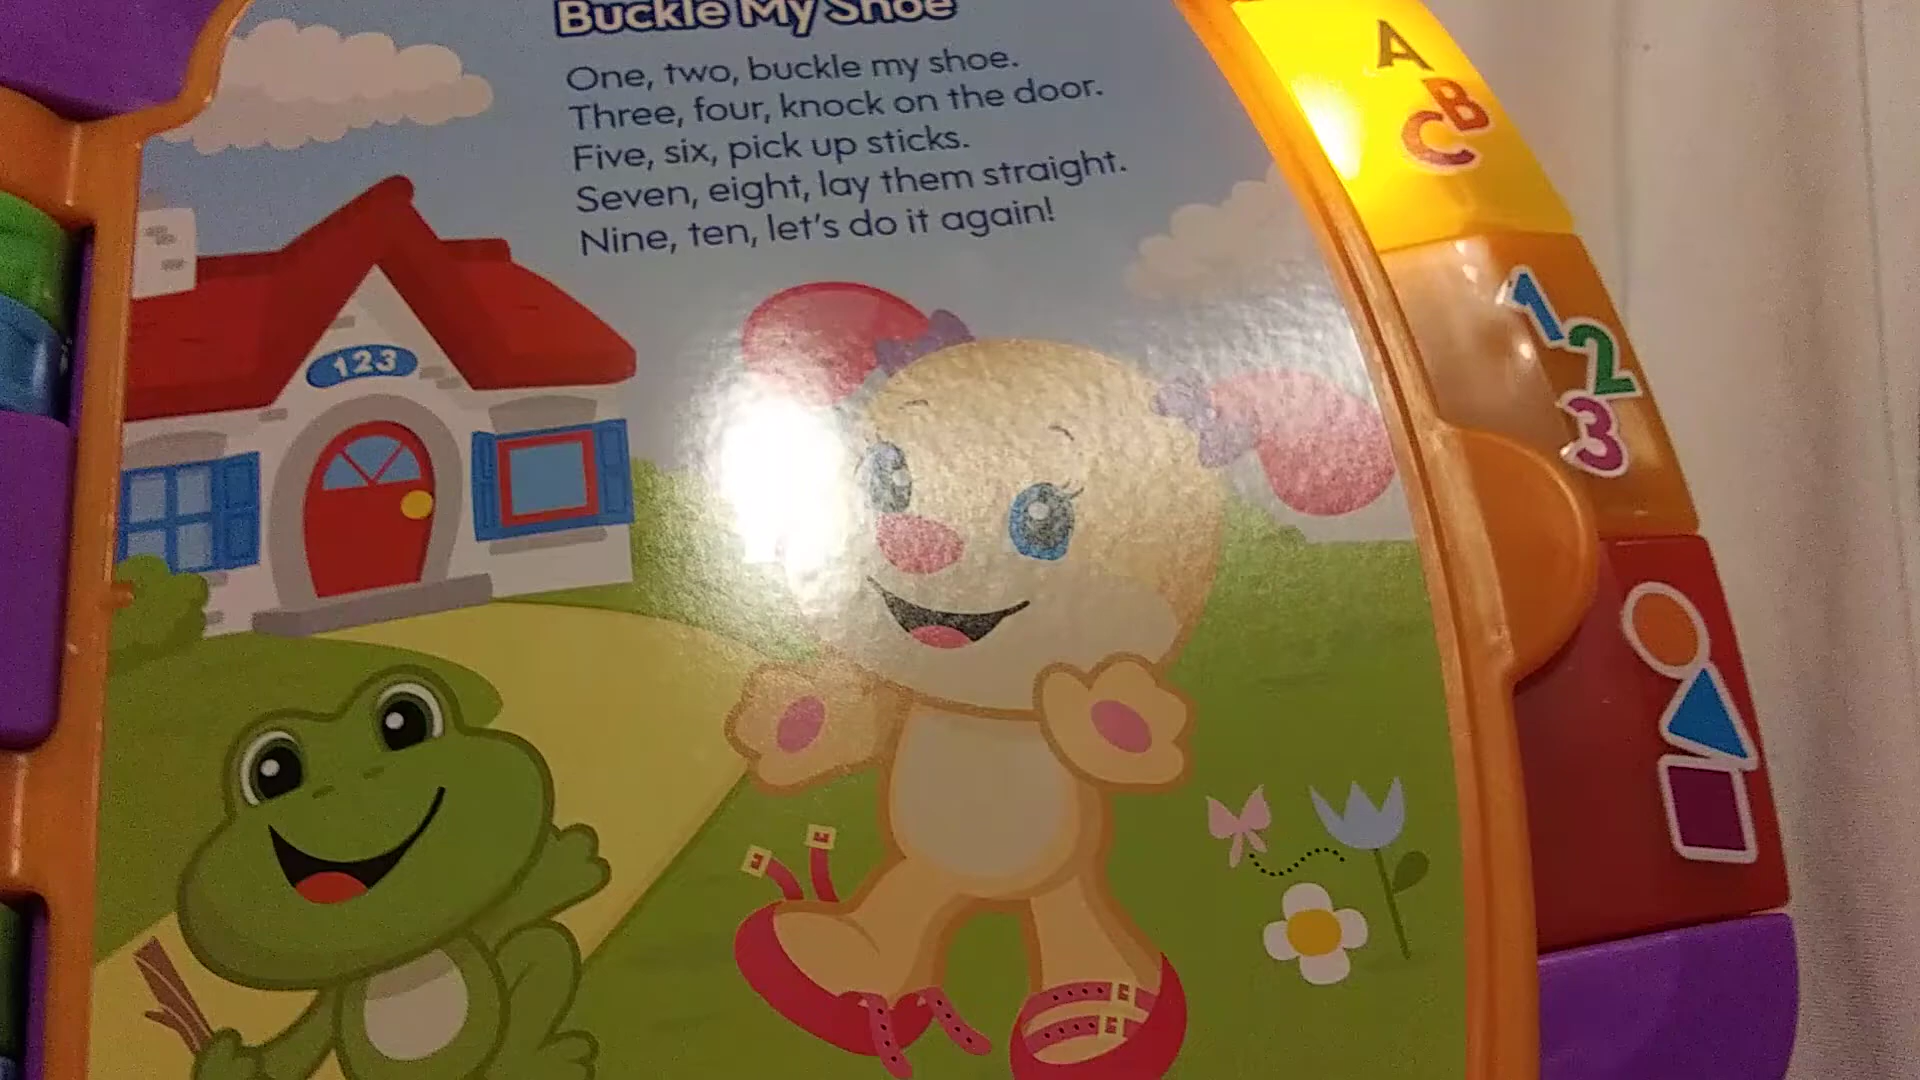 Buckle My Shoe
One, two, buckle my shoe.
Three, four, knock on the door.
Five, six, pick up sticks.
Seven, eight, lay them straight.
Nine, ten, let's do it again!
123
A
B
C
1
2
3